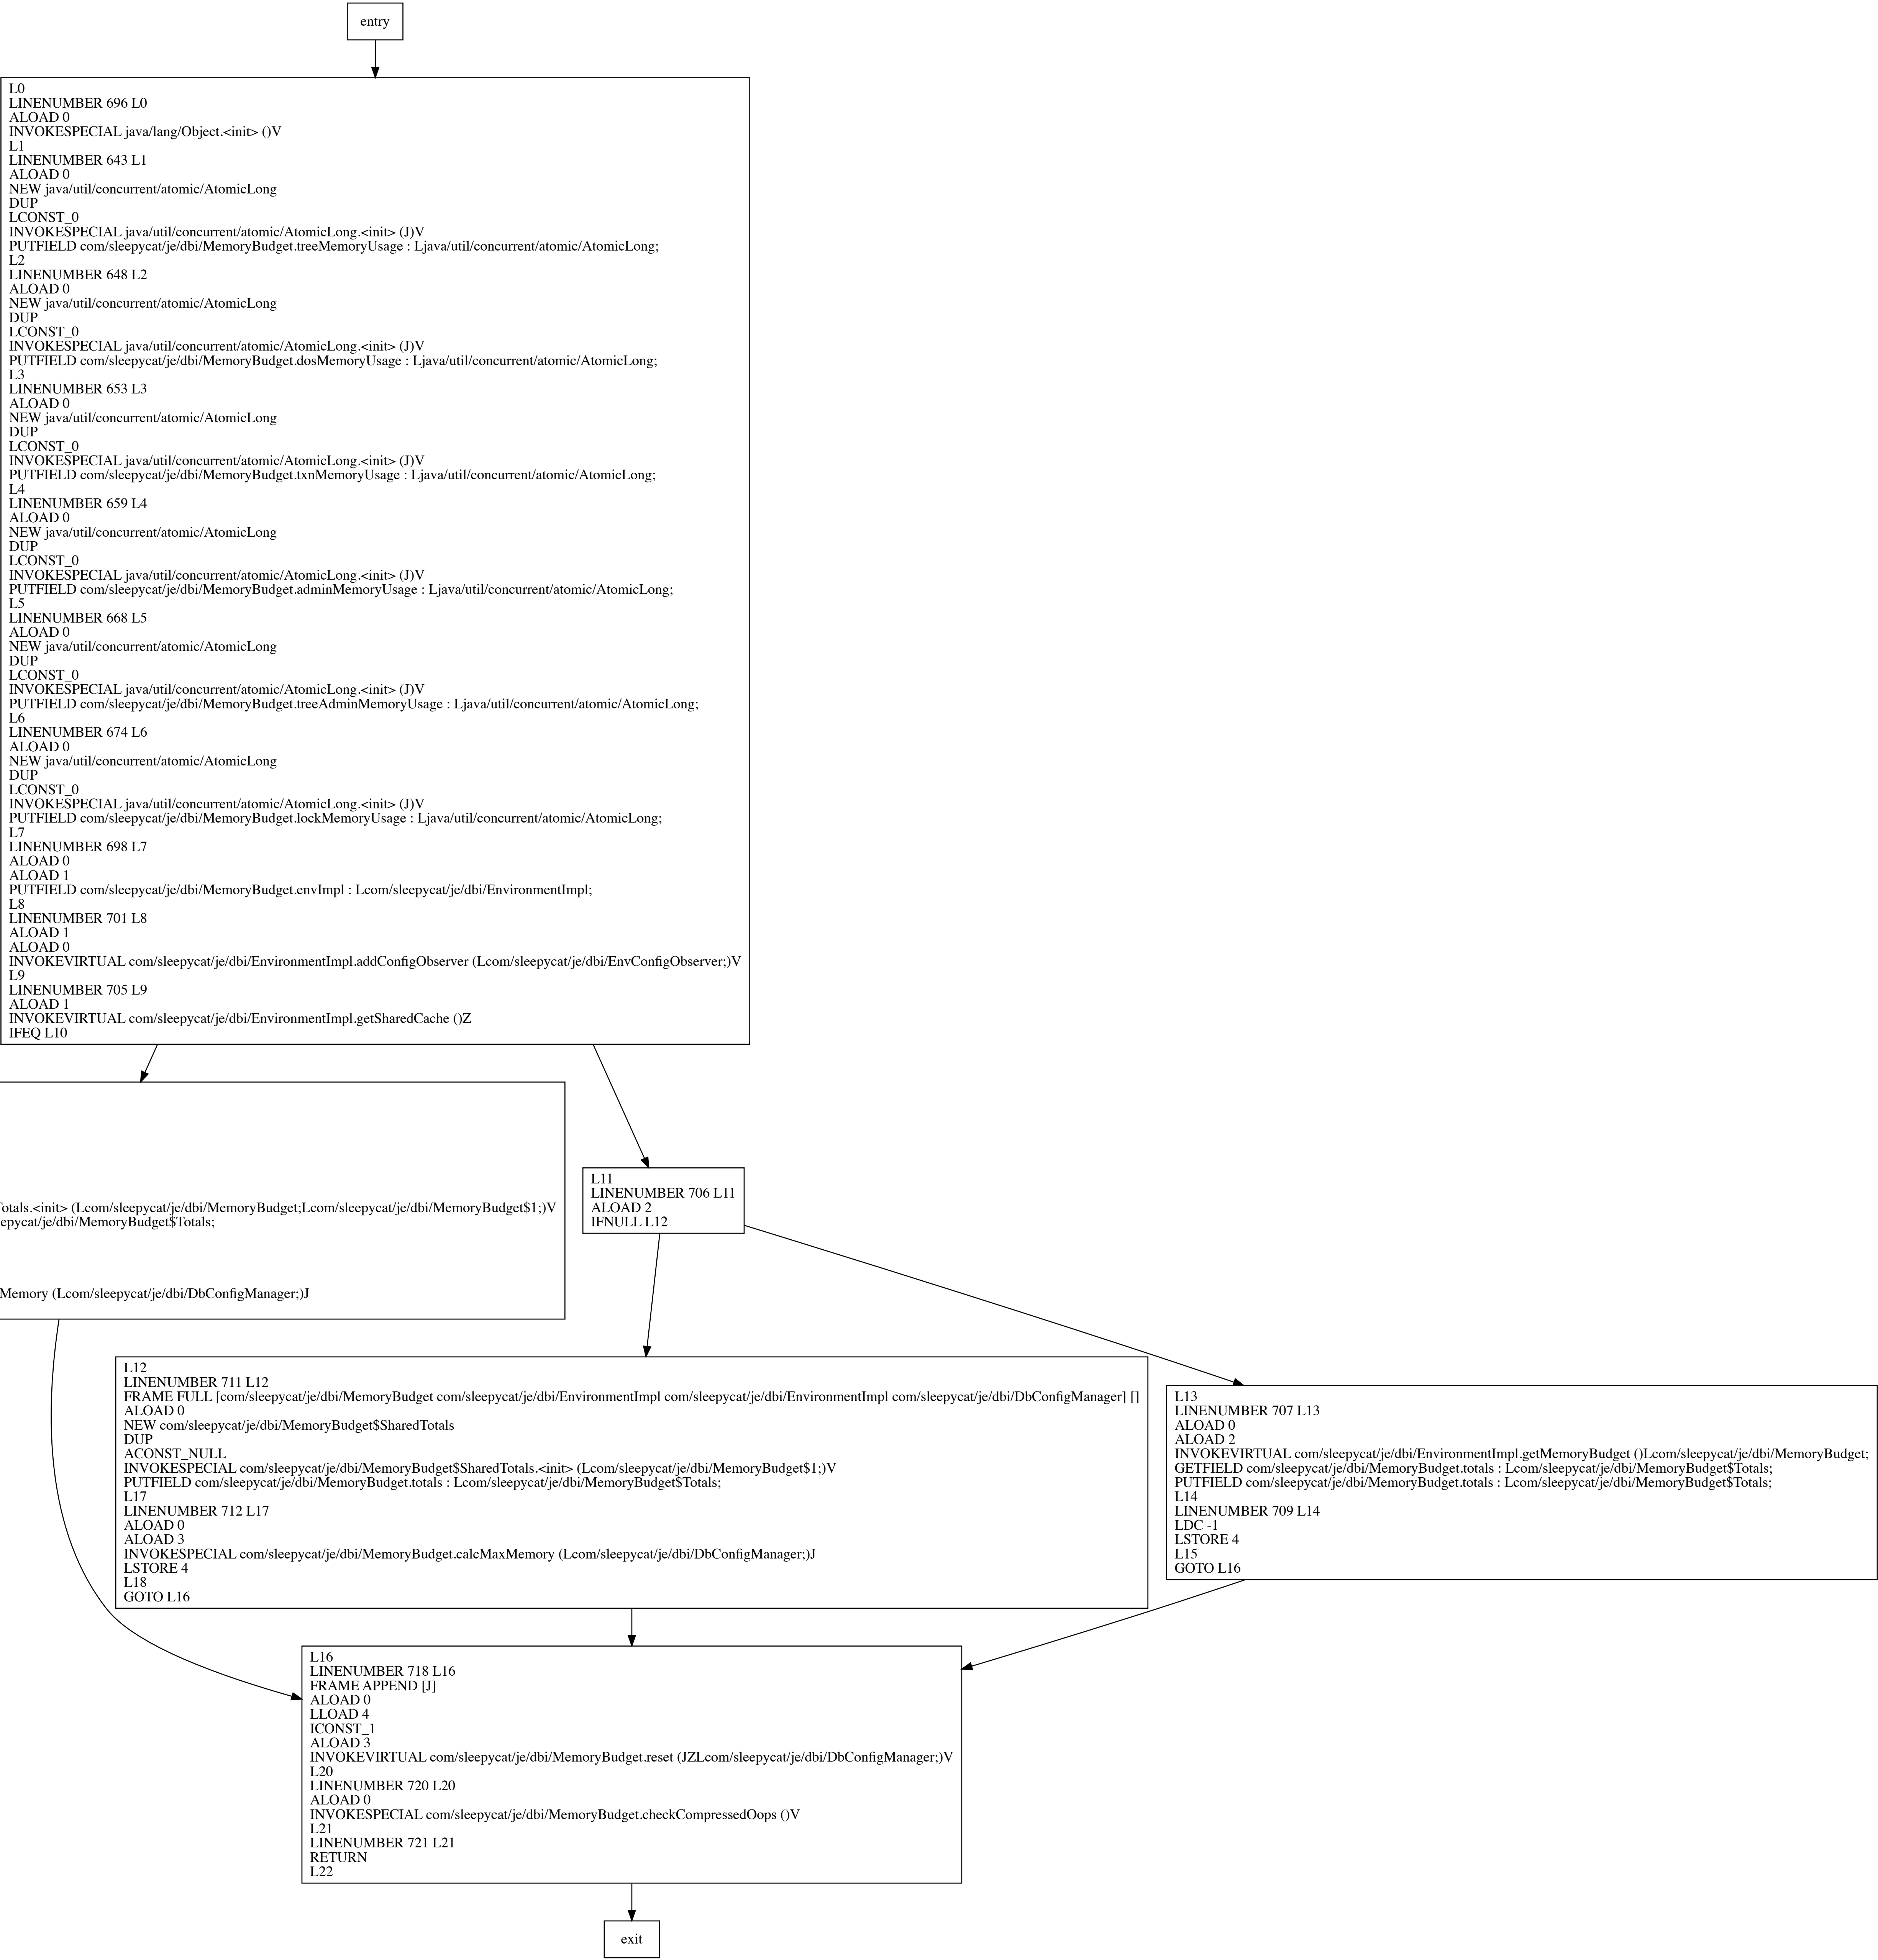 entry
L0
LINENUMBER 696 L0
ALOAD 0
INVOKESPECIAL java/lang/Object.<init> ()V
L1
LINENUMBER 643 L1
ALOAD 0
NEW java/util/concurrent/atomic/AtomicLong
DUP
LCONST_0
INVOKESPECIAL java/util/concurrent/atomic/AtomicLong.<init> (J)V
PUTFIELD com/sleepycat/je/dbi/MemoryBudget.treeMemoryUsage : Ljava/util/concurrent/atomic/AtomicLong;
L2
LINENUMBER 648 L2
ALOAD 0
NEW java/util/concurrent/atomic/AtomicLong
DUP
LCONST_0
INVOKESPECIAL java/util/concurrent/atomic/AtomicLong.<init> (J)V
PUTFIELD com/sleepycat/je/dbi/MemoryBudget.dosMemoryUsage : Ljava/util/concurrent/atomic/AtomicLong;
L3
LINENUMBER 653 L3
ALOAD 0
NEW java/util/concurrent/atomic/AtomicLong
DUP
LCONST_0
INVOKESPECIAL java/util/concurrent/atomic/AtomicLong.<init> (J)V
PUTFIELD com/sleepycat/je/dbi/MemoryBudget.txnMemoryUsage : Ljava/util/concurrent/atomic/AtomicLong;
L4
LINENUMBER 659 L4
ALOAD 0
NEW java/util/concurrent/atomic/AtomicLong
DUP
LCONST_0
INVOKESPECIAL java/util/concurrent/atomic/AtomicLong.<init> (J)V
PUTFIELD com/sleepycat/je/dbi/MemoryBudget.adminMemoryUsage : Ljava/util/concurrent/atomic/AtomicLong;
L5
LINENUMBER 668 L5
ALOAD 0
NEW java/util/concurrent/atomic/AtomicLong
DUP
LCONST_0
INVOKESPECIAL java/util/concurrent/atomic/AtomicLong.<init> (J)V
PUTFIELD com/sleepycat/je/dbi/MemoryBudget.treeAdminMemoryUsage : Ljava/util/concurrent/atomic/AtomicLong;
L6
LINENUMBER 674 L6
ALOAD 0
NEW java/util/concurrent/atomic/AtomicLong
DUP
LCONST_0
INVOKESPECIAL java/util/concurrent/atomic/AtomicLong.<init> (J)V
PUTFIELD com/sleepycat/je/dbi/MemoryBudget.lockMemoryUsage : Ljava/util/concurrent/atomic/AtomicLong;
L7
LINENUMBER 698 L7
ALOAD 0
ALOAD 1
PUTFIELD com/sleepycat/je/dbi/MemoryBudget.envImpl : Lcom/sleepycat/je/dbi/EnvironmentImpl;
L8
LINENUMBER 701 L8
ALOAD 1
ALOAD 0
INVOKEVIRTUAL com/sleepycat/je/dbi/EnvironmentImpl.addConfigObserver (Lcom/sleepycat/je/dbi/EnvConfigObserver;)V
L9
LINENUMBER 705 L9
ALOAD 1
INVOKEVIRTUAL com/sleepycat/je/dbi/EnvironmentImpl.getSharedCache ()Z
IFEQ L10
otals.<init> (Lcom/sleepycat/je/dbi/MemoryBudget;Lcom/sleepycat/je/dbi/MemoryBudget$1;)V
epycat/je/dbi/MemoryBudget$Totals;
Memory (Lcom/sleepycat/je/dbi/DbConfigManager;)J
L11
LINENUMBER 706 L11
ALOAD 2
IFNULL L12
L12
LINENUMBER 711 L12
FRAME FULL [com/sleepycat/je/dbi/MemoryBudget com/sleepycat/je/dbi/EnvironmentImpl com/sleepycat/je/dbi/EnvironmentImpl com/sleepycat/je/dbi/DbConfigManager] []
ALOAD 0
NEW com/sleepycat/je/dbi/MemoryBudget$SharedTotals
DUP
ACONST_NULL
INVOKESPECIAL com/sleepycat/je/dbi/MemoryBudget$SharedTotals.<init> (Lcom/sleepycat/je/dbi/MemoryBudget$1;)V
PUTFIELD com/sleepycat/je/dbi/MemoryBudget.totals : Lcom/sleepycat/je/dbi/MemoryBudget$Totals;
L17
LINENUMBER 712 L17
ALOAD 0
ALOAD 3
INVOKESPECIAL com/sleepycat/je/dbi/MemoryBudget.calcMaxMemory (Lcom/sleepycat/je/dbi/DbConfigManager;)J
LSTORE 4
L18
GOTO L16
L13
LINENUMBER 707 L13
ALOAD 0
ALOAD 2
INVOKEVIRTUAL com/sleepycat/je/dbi/EnvironmentImpl.getMemoryBudget ()Lcom/sleepycat/je/dbi/MemoryBudget;
GETFIELD com/sleepycat/je/dbi/MemoryBudget.totals : Lcom/sleepycat/je/dbi/MemoryBudget$Totals;
PUTFIELD com/sleepycat/je/dbi/MemoryBudget.totals : Lcom/sleepycat/je/dbi/MemoryBudget$Totals;
L14
LINENUMBER 709 L14
LDC -1
LSTORE 4
L15
GOTO L16
L16
LINENUMBER 718 L16
FRAME APPEND [J]
ALOAD 0
LLOAD 4
ICONST_1
ALOAD 3
INVOKEVIRTUAL com/sleepycat/je/dbi/MemoryBudget.reset (JZLcom/sleepycat/je/dbi/DbConfigManager;)V
L20
LINENUMBER 720 L20
ALOAD 0
INVOKESPECIAL com/sleepycat/je/dbi/MemoryBudget.checkCompressedOops ()V
L21
LINENUMBER 721 L21
RETURN
L22
exit